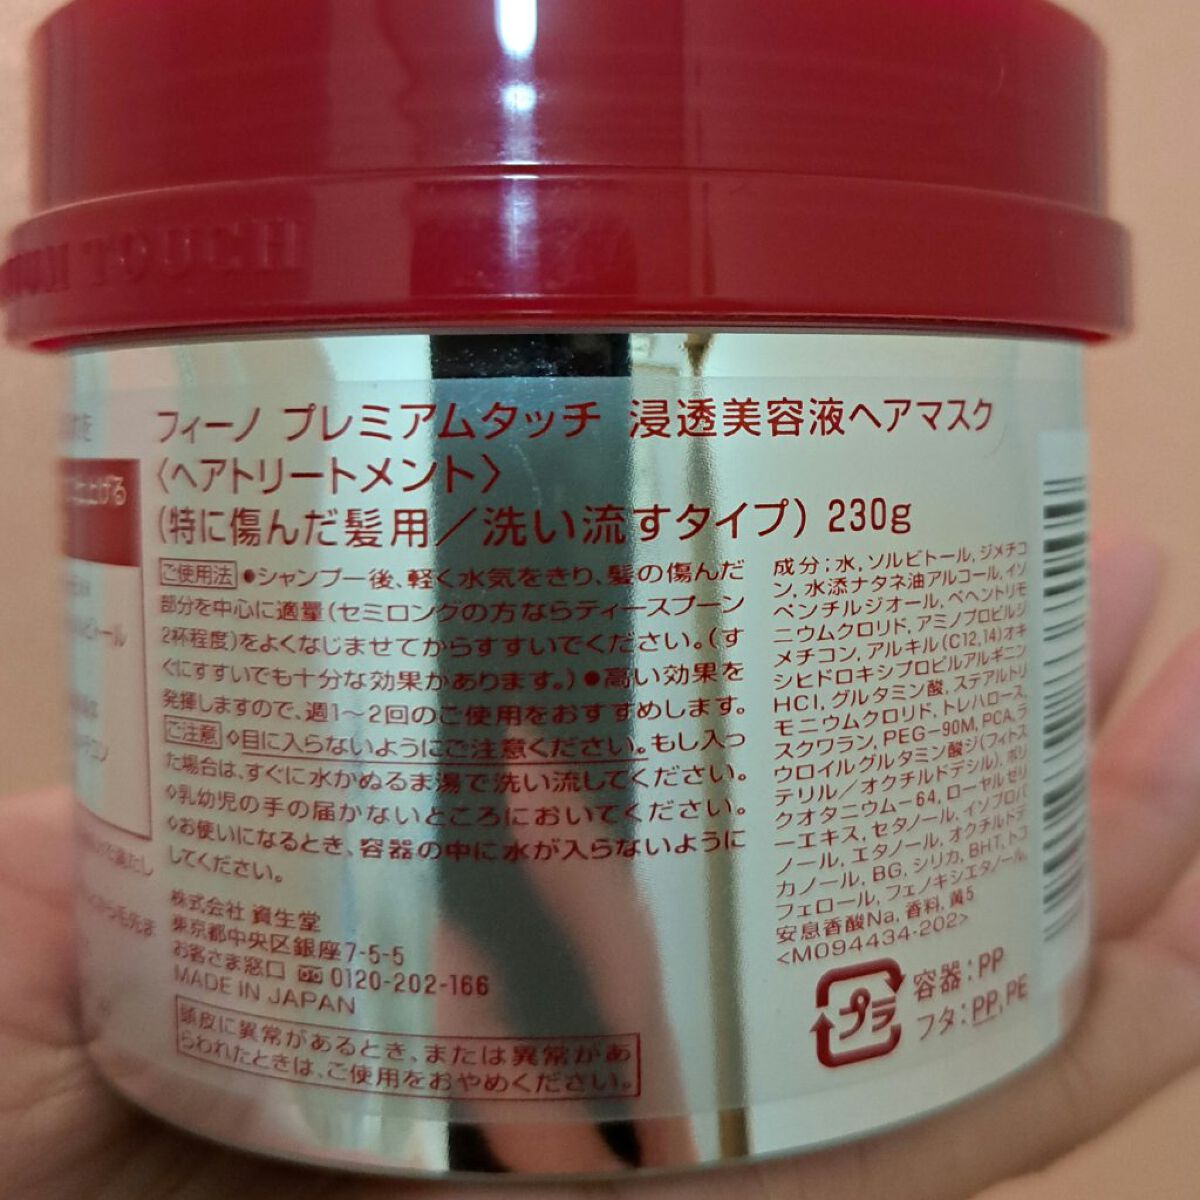 TOUCH
フィーノ プレミアムタッチ 浸透美容液ヘアマスク
〈ヘアトリートメント〉
(特に傷んだ髪用/洗い流すタイプ) 230g
ご使用法 ●シャンプー後、軽く水気をきり、髪の傷んだ
部分を中心に適量(セミロングの方ならティースプーン
2杯程度)をよくなじませてからすすいでください。(す
ぐにすすいでも十分な効果があります。) ●高い効果を
発揮しますので、週1〜2回のご使用をおすすめします。
ご注意 ◇目に入らないようにご注意ください。もし入っ
た場合は、すぐに水かぬるま湯で洗い流してください。
◇乳幼児の手の届かないところにおいてください。
◇お使いになるとき、容器の中に水が入らないように
してください。
株式会社 資生堂
東京都中央区銀座7-5-5
お客さま窓口 0120-202-166
MADE IN JAPAN
頭皮に異常があるとき、または異常があ
らわれたときは、ご使用をおやめください。
成分:水, ソルビトール, ジメチコ
ン, 水添ナタネ油アルコール, イソ
ペンチルジオール, ベヘントリモ
ニウムクロリド, アミノプロピルジ
メチコン, アルキル(C12,14)オキ
シヒドロキシプロピルアルギニン
HCl, グルタミン酸, ステアルトリ
モニウムクロリド, トレハロース,
スクワラン, PEG-90M, PCA, ラ
ウロイルグルタミン酸ジ(フィトス
テリル/オクチルドデシル), ポリ
クオタニウム-64, ローヤルゼリ
ーエキス, セタノール, イソプロパ
ノール, エタノール, オクチルドデ
カノール, BG, シリカ, BHT, トコ
フェロール, フェノキシエタノール,
安息香酸Na, 香料, 黄5
<M094434-202>
プラ
容器:PP
フタ:PP, PE
上げる
トール